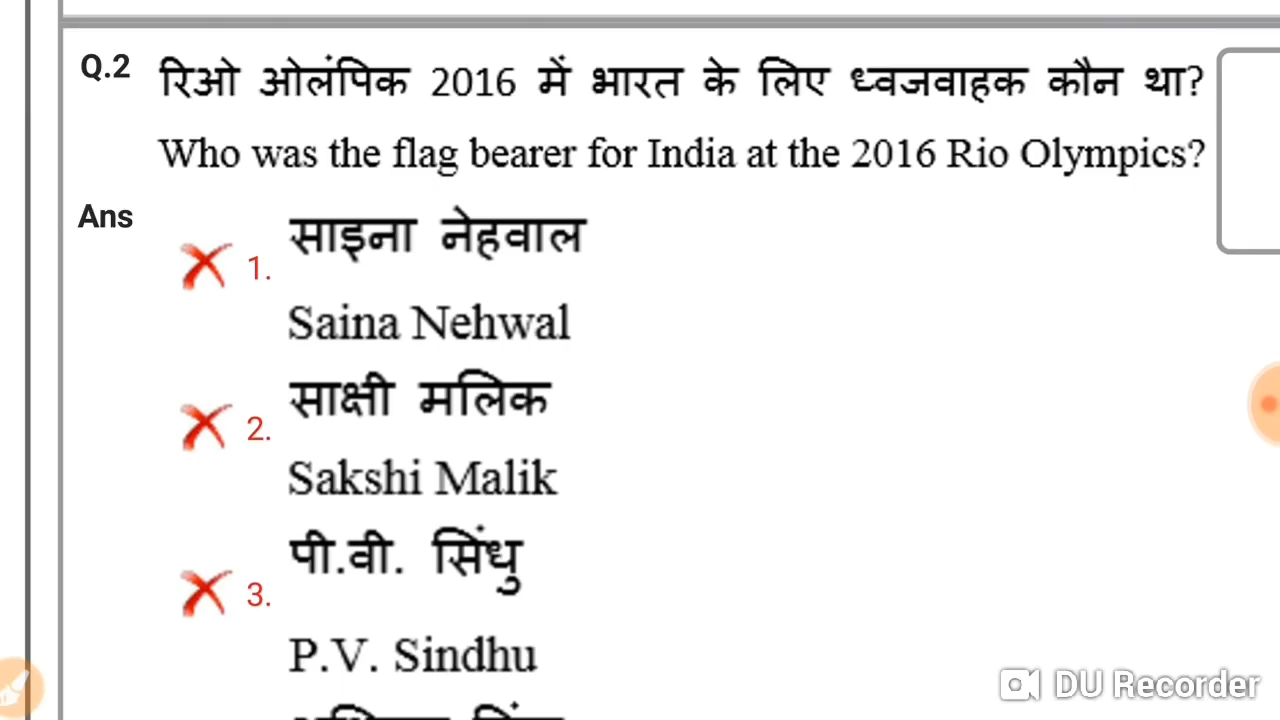 Q.2 रिओ ओलंपिक 2016 में भारत के लिए ध्वजवाहक कौन था?
Who was the flag bearer for India at the 2016 Rio Olympics?
Ans
1. साइना नेहवाल
Saina Nehwal
2. साक्षी मलिक
Sakshi Malik
3. पी.वी. सिंधु
P.V. Sindhu
DU Recorder